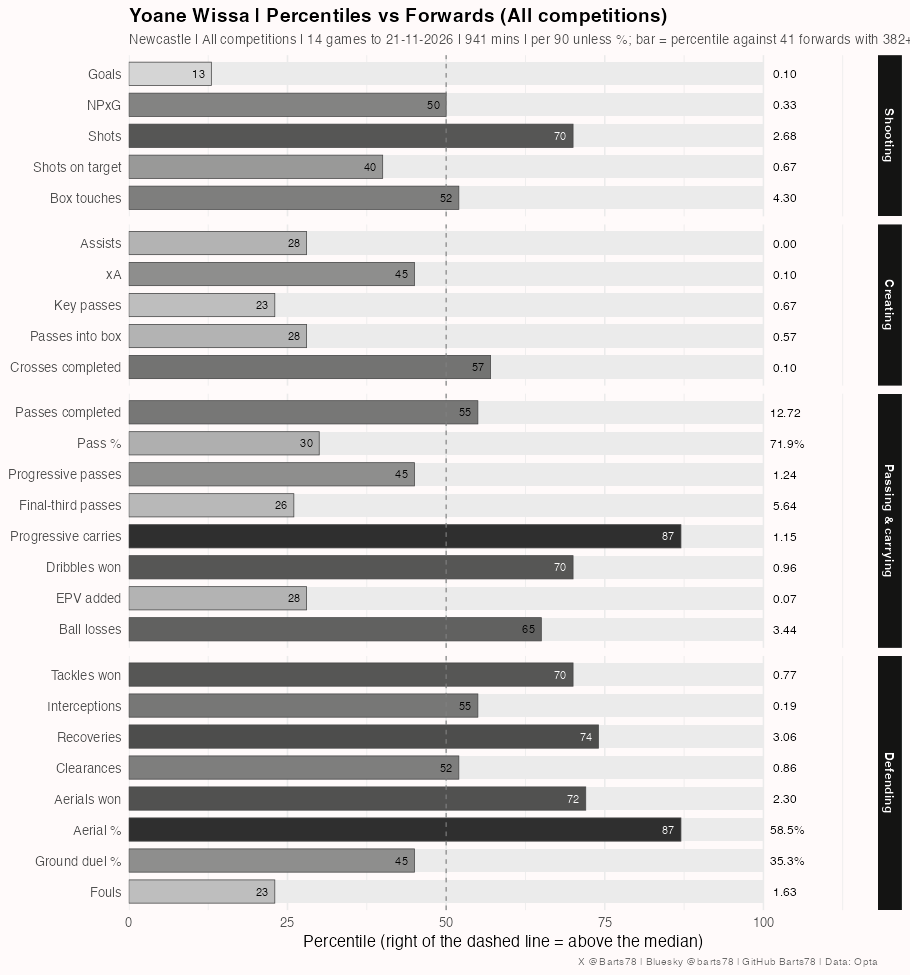 Yoane Wissa | Percentiles vs Forwards (All competitions)
Newcastle | All competitions | 14 games to 21-11-2026 | 941 mins | per 90 unless %; bar = percentile against 41 forwards with 382+
Goals 13 0.10
NPxG 50 0.33
Shots 70 2.68
Shots on target 40 0.67
Box touches 52 4.30
Shooting
Assists 28 0.00
xA 45 0.10
Key passes 23 0.67
Passes into box 28 0.57
Crosses completed 57 0.10
Creating
Passes completed 55 12.72
Pass % 30 71.9%
Progressive passes 45 1.24
Final-third passes 26 5.64
Progressive carries 87 1.15
Dribbles won 70 0.96
EPV added 28 0.07
Ball losses 65 3.44
Passing & carrying
Tackles won 70 0.77
Interceptions 55 0.19
Recoveries 74 3.06
Clearances 52 0.86
Aerials won 72 2.30
Aerial % 87 58.5%
Ground duel % 45 35.3%
Fouls 23 1.63
Defending
0 25 50 75 100
Percentile (right of the dashed line = above the median)
X @Barts78 | Bluesky @barts78 | GitHub Barts78 | Data: Opta